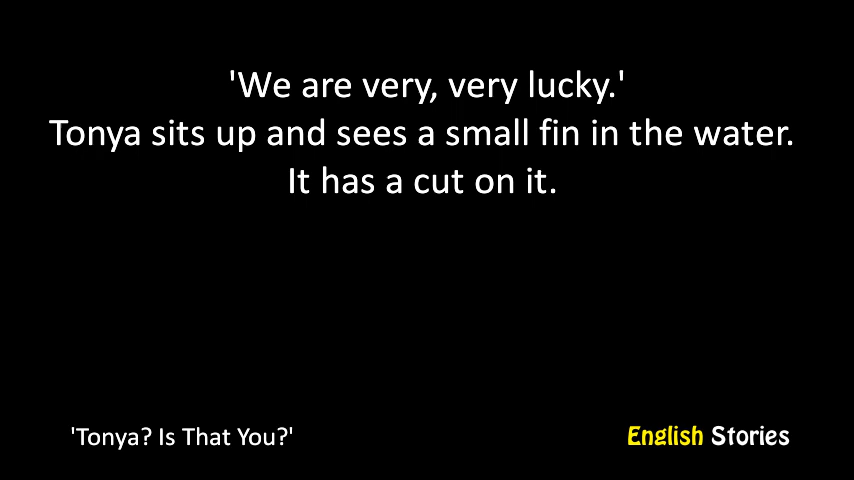 'We are very, very lucky.'
Tonya sits up and sees a small fin in the water.
It has a cut on it.
'Tonya? Is That You?'
English Stories